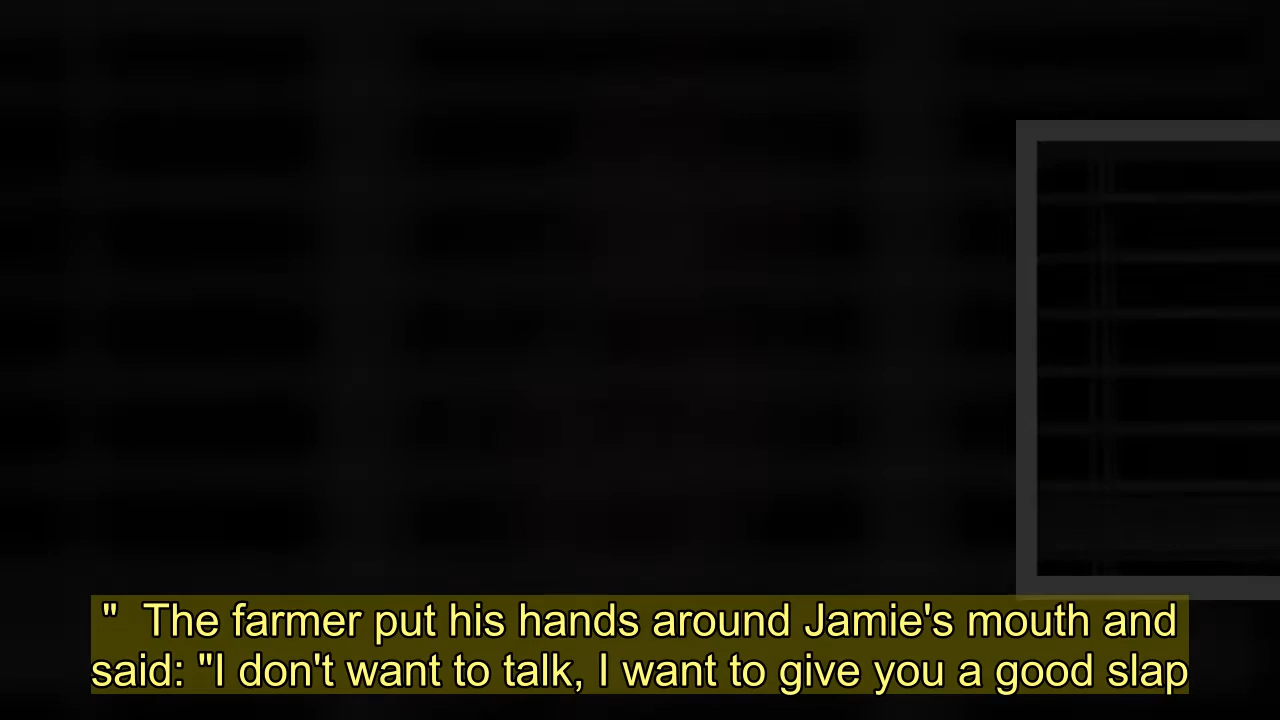 " The farmer put his hands around Jamie's mouth and
said: "I don't want to talk, I want to give you a good slap